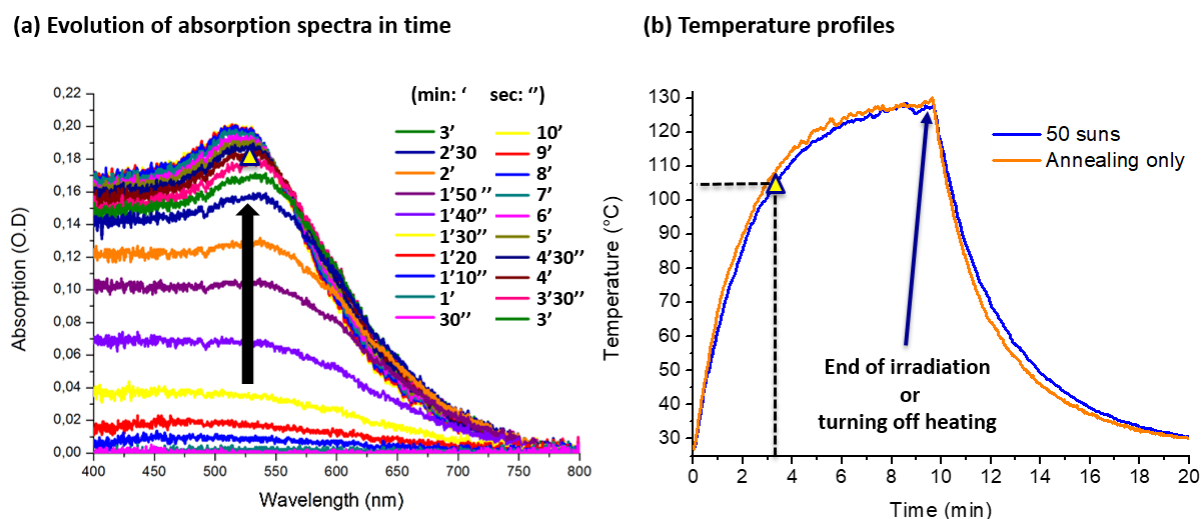 (a) Evolution of absorption spectra in time
(b) Temperature profiles
0,22
0,20
0,18
0,16
0,14
0,12
0,10
0,08
0,06
0,04
0,02
0,00
Absorption (O.D)
400 450 500 550 600 650 700 750 800
Wavelength (nm)
(min: ‘ sec: ‘’)
3’ 10’
2’30 9’
2’ 8’
1’50 ’’ 7’
1’40’’ 6’
1’30’’ 5’
1’20 4’30’’
1’10’’ 4’
1’ 3’30’’
30’’ 3’
130
120
110
100
90
80
70
60
50
40
30
Temperature (°C)
0 2 4 6 8 10 12 14 16 18 20
Time (min)
50 suns
Annealing only
End of irradiation
or
turning off heating